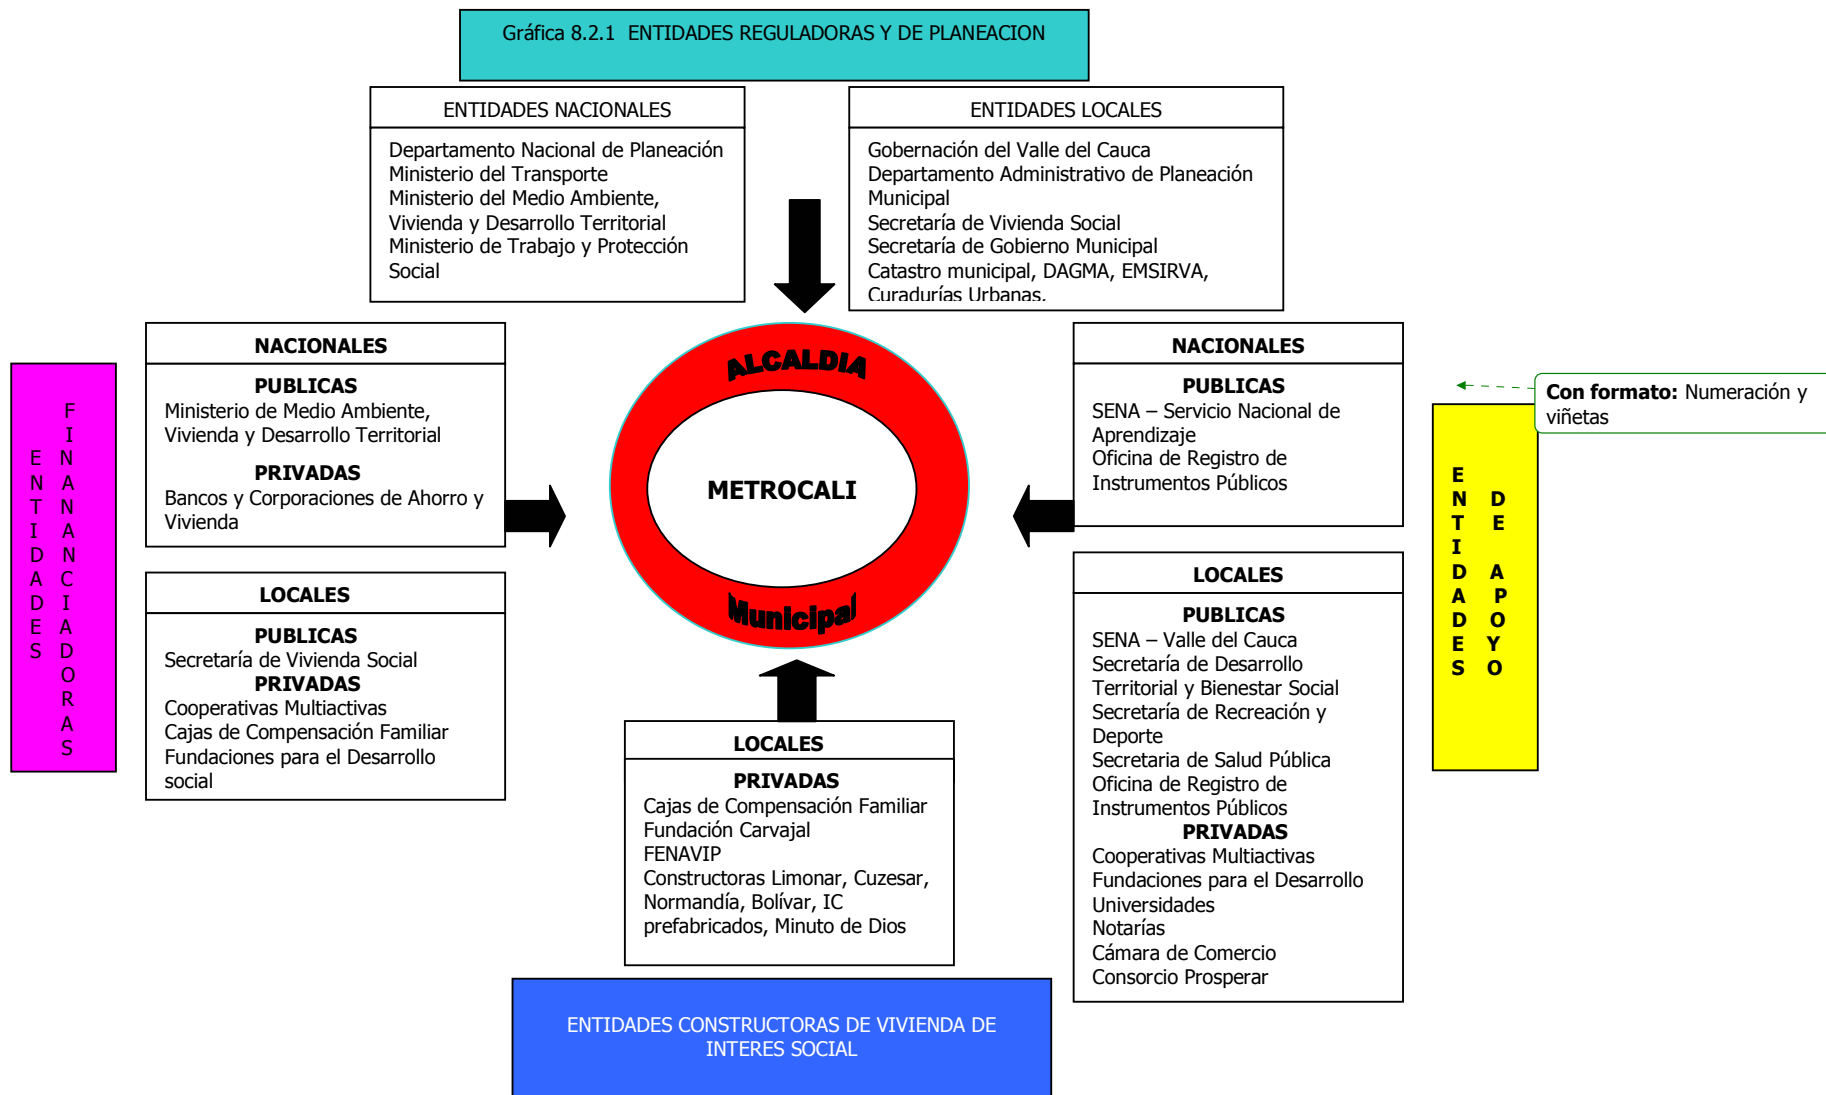 Gráfica 8.2.1 ENTIDADES REGULADORAS Y DE PLANEACION
ENTIDADES NACIONALES
Departamento Nacional de Planeación
Ministerio del Transporte
Ministerio del Medio Ambiente,
Vivienda y Desarrollo Territorial
Ministerio de Trabajo y Protección
Social
ENTIDADES LOCALES
Gobernación del Valle del Cauca
Departamento Administrativo de Planeación
Municipal
Secretaría de Vivienda Social
Secretaría de Gobierno Municipal
Catastro municipal, DAGMA, EMSIRVA,
Curadurías Urbanas.
ENTIDADES
FINANANCIADORAS
NACIONALES
PUBLICAS
Ministerio de Medio Ambiente,
Vivienda y Desarrollo Territorial
PRIVADAS
Bancos y Corporaciones de Ahorro y
Vivienda
LOCALES
PUBLICAS
Secretaría de Vivienda Social
PRIVADAS
Cooperativas Multiactivas
Cajas de Compensación Familiar
Fundaciones para el Desarrollo
social
ALCALDIA
METROCALI
Municipal
LOCALES
PRIVADAS
Cajas de Compensación Familiar
Fundación Carvajal
FENAVIP
Constructoras Limonar, Cuzesar,
Normandía, Bolívar, IC
prefabricados, Minuto de Dios
ENTIDADES CONSTRUCTORAS DE VIVIENDA DE
INTERES SOCIAL
NACIONALES
PUBLICAS
SENA – Servicio Nacional de
Aprendizaje
Oficina de Registro de
Instrumentos Públicos
LOCALES
PUBLICAS
SENA – Valle del Cauca
Secretaría de Desarrollo
Territorial y Bienestar Social
Secretaría de Recreación y
Deporte
Secretaria de Salud Pública
Oficina de Registro de
Instrumentos Públicos
PRIVADAS
Cooperativas Multiactivas
Fundaciones para el Desarrollo
Universidades
Notarías
Cámara de Comercio
Consorcio Prosperar
ENTIDADES
DE APOYO
Con formato: Numeración y
viñetas